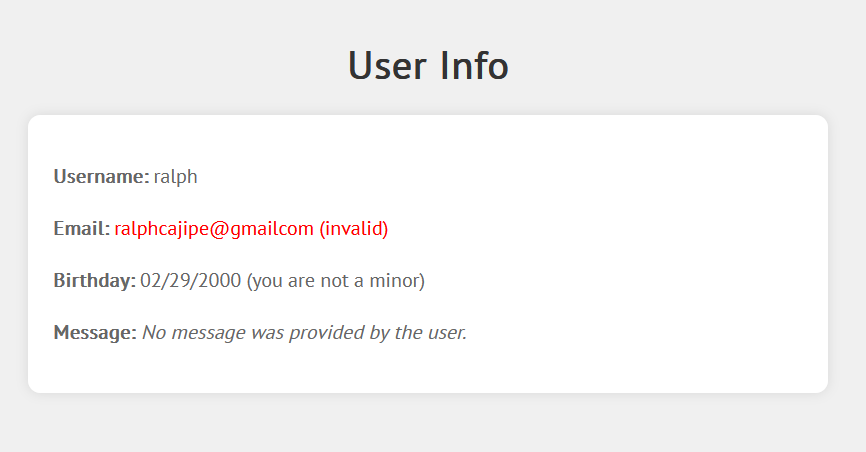 User Info
Username: ralph
Email: ralphcajipe@gmailcom (invalid)
Birthday: 02/29/2000 (you are not a minor)
Message: No message was provided by the user.